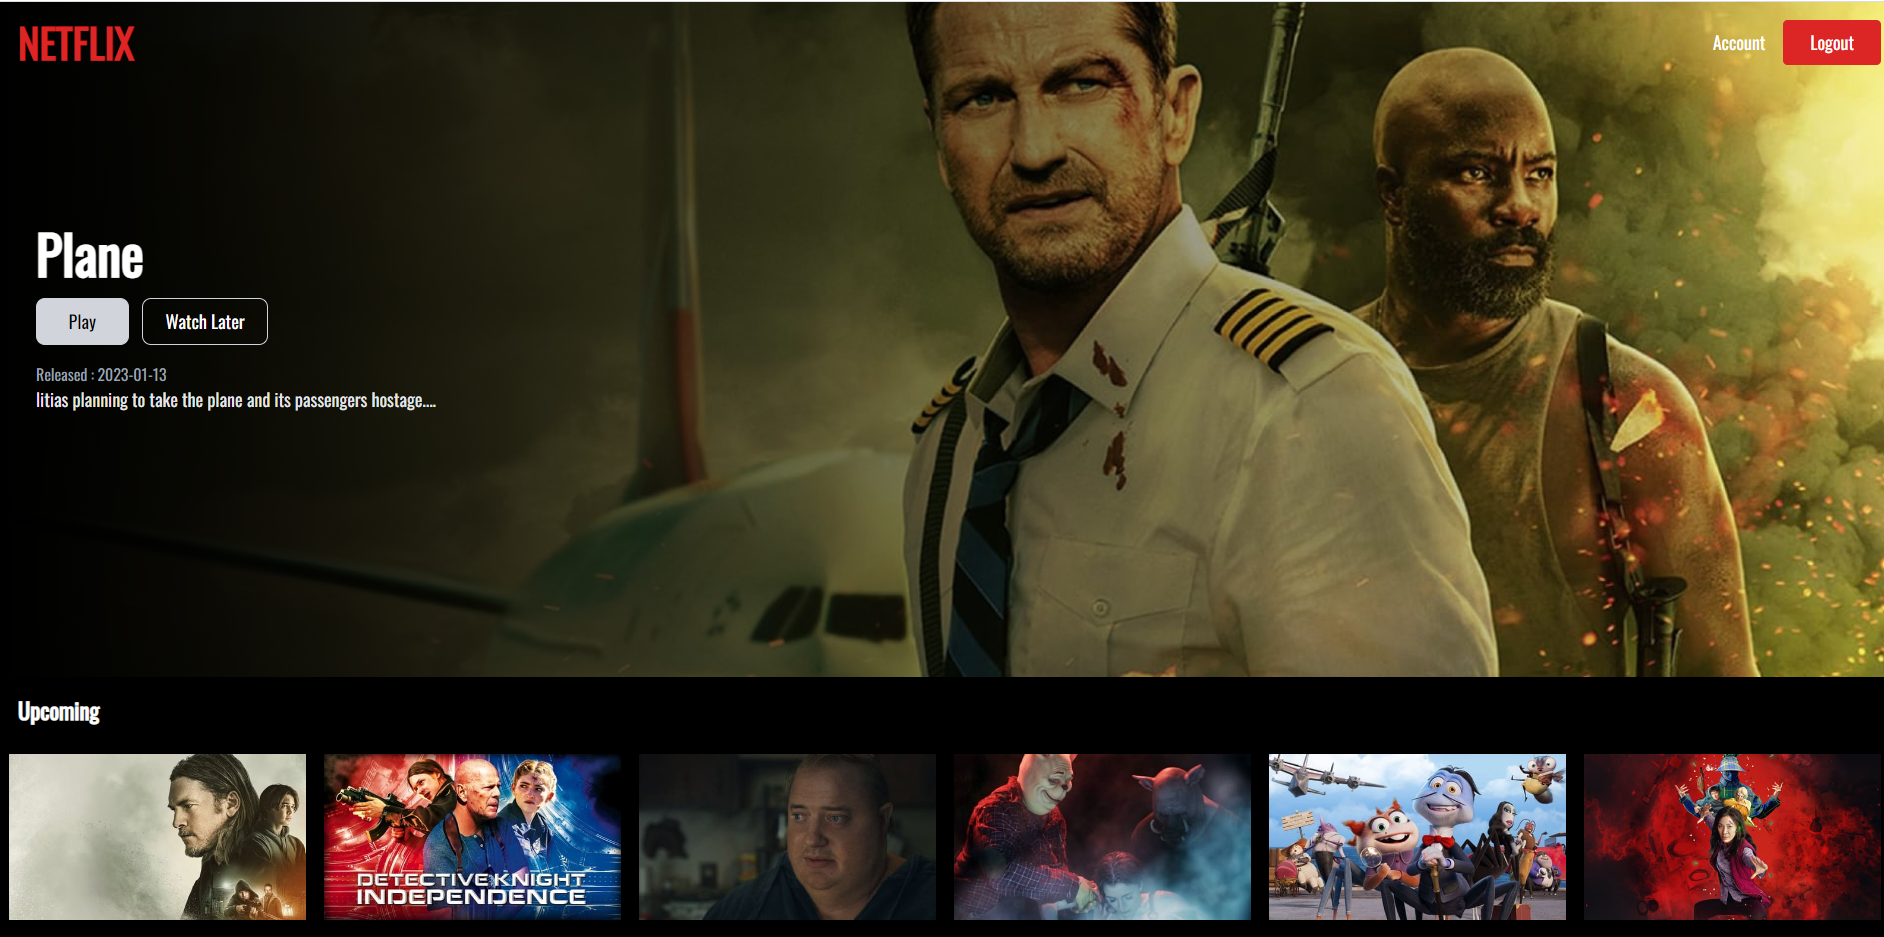 NETFLIX
Account
Logout
Plane
Play
Watch Later
Released : 2023-01-13
litias planning to take the plane and its passengers hostage....
Upcoming
DETECTIVE KNIGHT
INDEPENDENCE